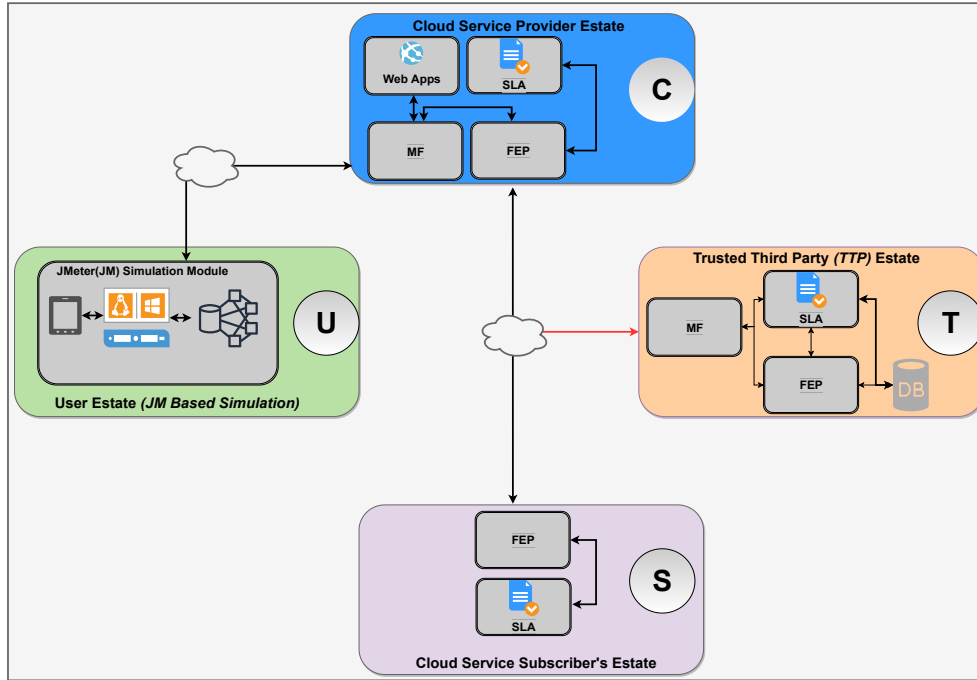 Cloud Service Provider Estate
Web Apps
SLA
C
MF
FEP
JMeter(JM) Simulation Module
U
User Estate (JM Based Simulation)
Trusted Third Party (TTP) Estate
SLA
T
MF
FEP
DB
FEP
S
SLA
Cloud Service Subscriber's Estate